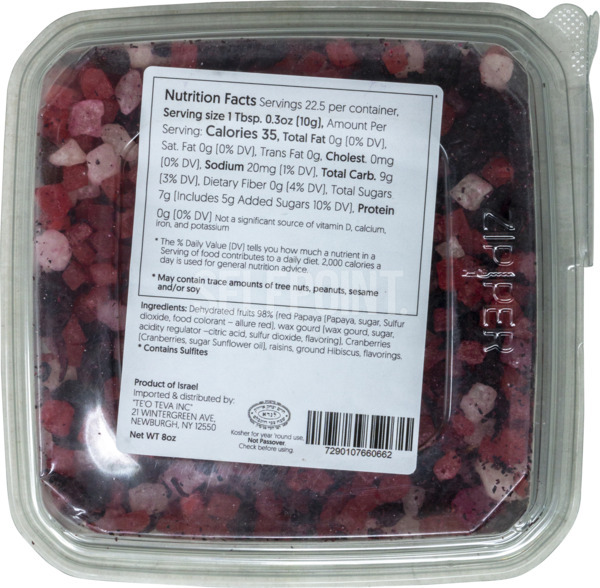 Nutrition Facts Servings 22.5 per container,
Serving size 1 Tbsp. 0.3oz (10g), Amount Per
Serving: Calories 35, Total Fat 0g [0% DV],
Sat. Fat 0g [0% DV], Trans Fat 0g, Cholest. 0mg
[0% DV], Sodium 20mg [1% DV], Total Carb. 9g
[3% DV], Dietary Fiber 0g [4% DV], Total Sugars
7g [Includes 5g Added Sugars 10% DV], Protein
0g [0% DV] Not a significant source of vitamin D, calcium,
iron, and potassium
* The % Daily Value [DV] tells you how much a nutrient in a
Serving of food contributes to a daily diet. 2,000 calories a
day is used for general nutrition advice.
* May contain trace amounts of tree nuts, peanuts, sesame
and/or soy
Ingredients: Dehydrated fruits 98% (red Papaya (Papaya, sugar, Sulfur
dioxide, food colorant – allure red), wax gourd (wax gourd, sugar,
acidity regulator –citric acid, sulfur dioxide, flavoring), Cranberries
(Cranberries, sugar Sunflower oil), raisins, ground Hibiscus, flavorings.
* Contains Sulfites
Product of Israel
Imported & distributed by:
"TE'O TEVA INC"
21 WINTERGREEN AVE,
NEWBURGH, NY 12550
Net WT 8oz
Kosher for year 'round use,
Not Passover.
Check before using.
7290107660662